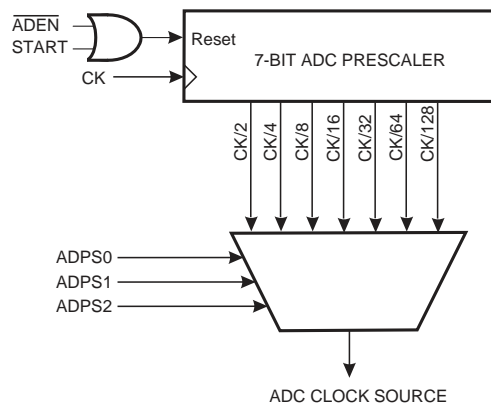 ADEN
START
Reset
CK
7-BIT ADC PRESCALER
CK/2
CK/4
CK/8
CK/16
CK/32
CK/64
CK/128
ADPS0
ADPS1
ADPS2
ADC CLOCK SOURCE